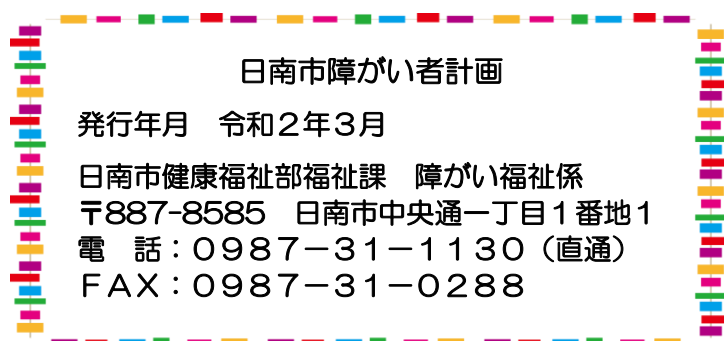 日南市障がい者計画
発行年月　令和２年３月
日南市健康福祉部福祉課　障がい福祉係
〒887-8585　日南市中央通一丁目１番地１
電　話：０９８７－３１－１１３０（直通）
ＦＡＸ：０９８７－３１－０２８８